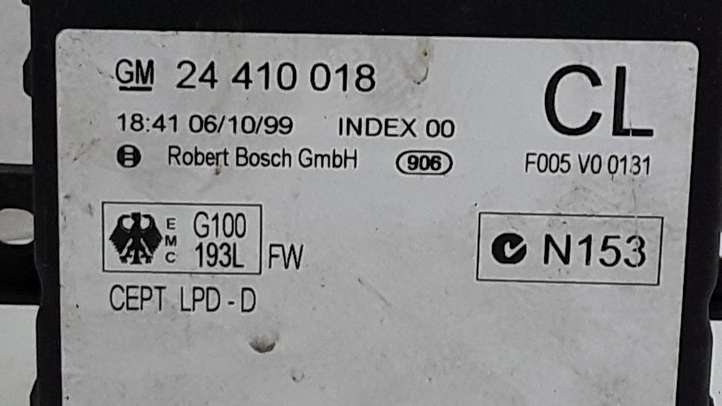 GM 24 410 018
CL
18:41 06/10/99 INDEX 00
Robert Bosch GmbH 906 F005 V0 0131
EMC G100 193L FW
N153
CEPT LPD - D